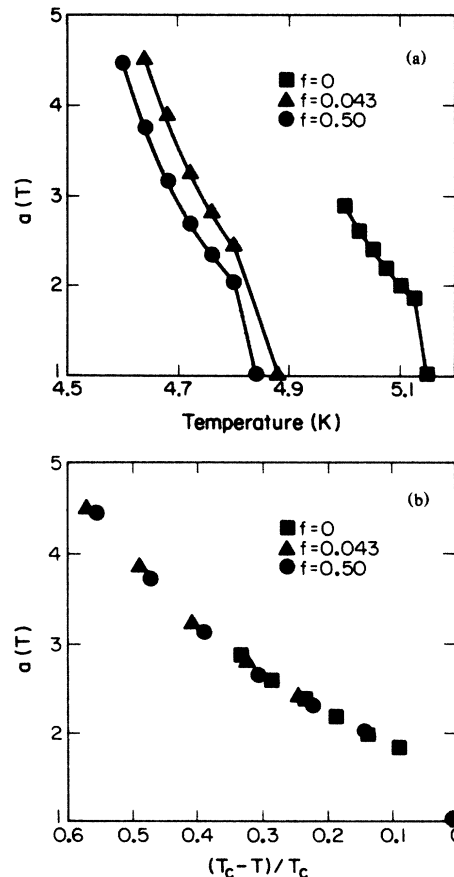 (a)
5
4
3
2
1
a(T)
f=0
f=0.043
f=0.50
4.5
4.7
4.9
5.1
Temperature (K)
(b)
5
4
3
2
1
a(T)
f=0
f=0.043
f=0.50
0.6
0.5
0.4
0.3
0.2
0.1
0
(Tc-T)/Tc